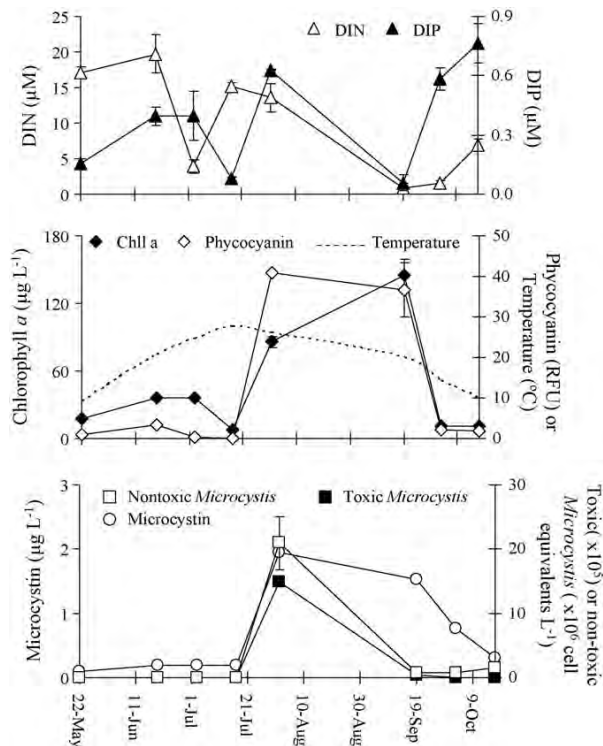 25
20
15
10
5
0
DIN (µM)
DIN
DIP
0.9
0.6
0.3
0.0
DIP
(µM)
180
120
60
0
Chlorophyll a (µg L-1)
Chll a
Phycocyanin
Temperature
50
40
30
20
10
0
Phycocyanin (RFU) or
Temperature (°C)
3
2
1
0
Microcystin (µg L-1)
Nontoxic Microcystis
Toxic Microcystis
Microcystin
30
20
10
0
Toxic( x10⁵) or non-toxic
Microcystis ( x10⁶ cell
equivalents L-1)
22-May
11-Jun
1-Jul
21-Jul
10-Aug
30-Aug
19-Sep
9-Oct